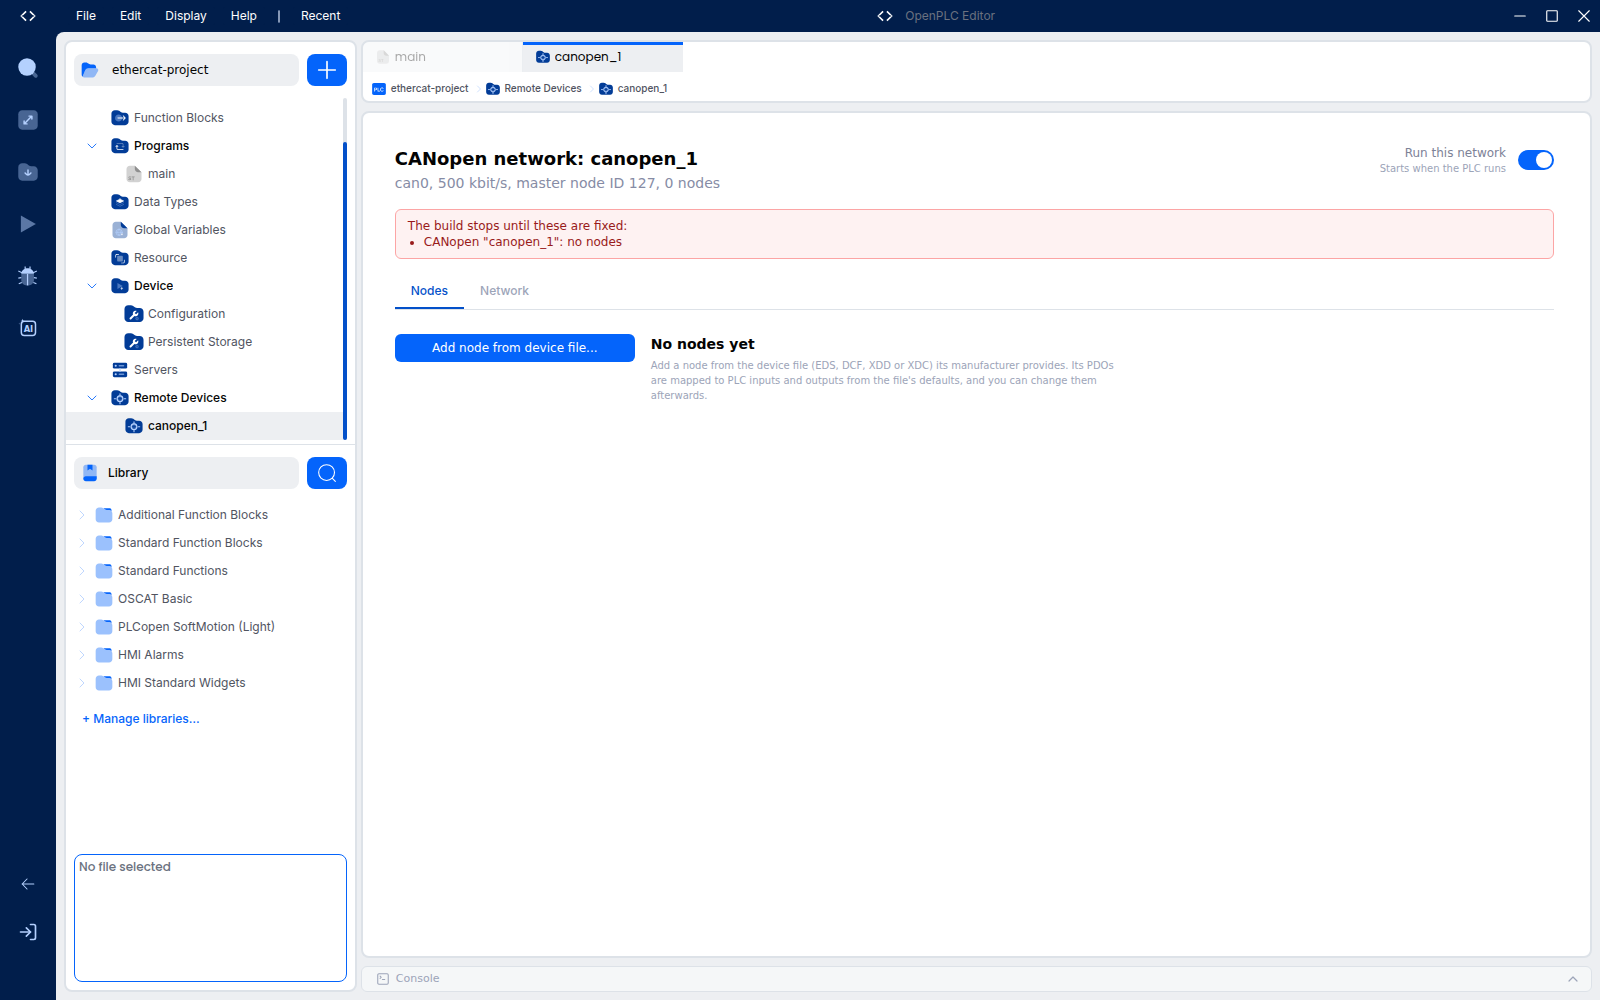 File Edit Display Help | Recent
OpenPLC Editor
ethercat-project
Function Blocks
Programs
main
Data Types
Global Variables
Resource
Device
Configuration
Persistent Storage
Servers
Remote Devices
canopen_1
Library
Additional Function Blocks
Standard Function Blocks
Standard Functions
OSCAT Basic
PLCopen SoftMotion (Light)
HMI Alarms
HMI Standard Widgets
+ Manage libraries...
No file selected
main
canopen_1
PLC ethercat-project Remote Devices canopen_1
CANopen network: canopen_1
can0, 500 kbit/s, master node ID 127, 0 nodes
Run this network
Starts when the PLC runs
The build stops until these are fixed:
• CANopen "canopen_1": no nodes
Nodes Network
Add node from device file...
No nodes yet
Add a node from the device file (EDS, DCF, XDD or XDC) its manufacturer provides. Its PDOs
are mapped to PLC inputs and outputs from the file's defaults, and you can change them
afterwards.
Console
AI